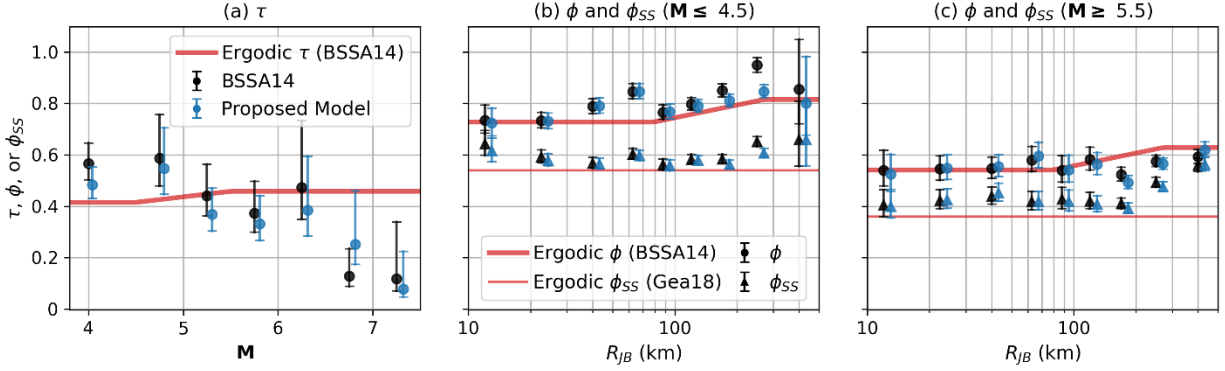 (a) τ
(b) ϕ and ϕSS (M ≤ 4.5)
(c) ϕ and ϕSS (M ≥ 5.5)
τ, ϕ, or ϕSS
1.0
0.8
0.6
0.4
0.2
0
Ergodic τ (BSSA14)
BSSA14
Proposed Model
4
5
6
7
M
Ergodic ϕ (BSSA14)
Ergodic ϕSS (Gea18)
ϕ
ϕSS
10
100
RJB (km)
10
100
RJB (km)